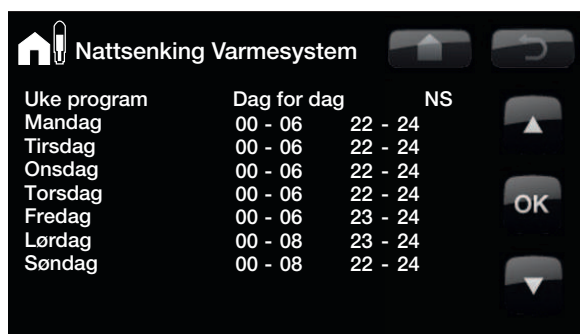 Nattsenking Varmesystem
Uke program Dag for dag NS
Mandag 00 - 06 22 - 24
Tirsdag 00 - 06 22 - 24
Onsdag 00 - 06 22 - 24
Torsdag 00 - 06 22 - 24
Fredag 00 - 06 23 - 24
Lørdag 00 - 08 23 - 24
Søndag 00 - 08 22 - 24
OK